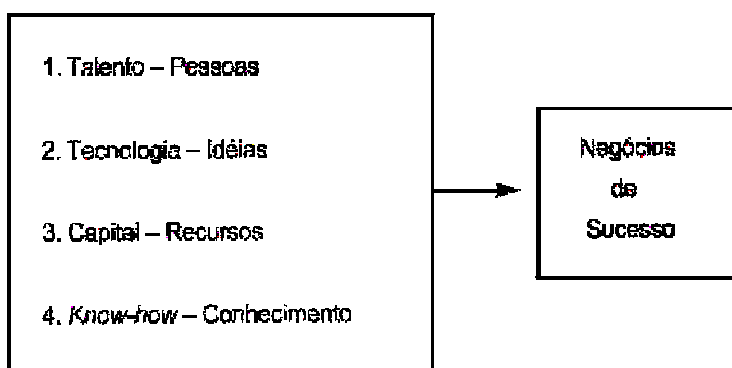 1. Talento – Pessoas
2. Tecnologia – Idéias
3. Capital – Recursos
4. Know-how – Conhecimento
Negócios
de
Sucesso